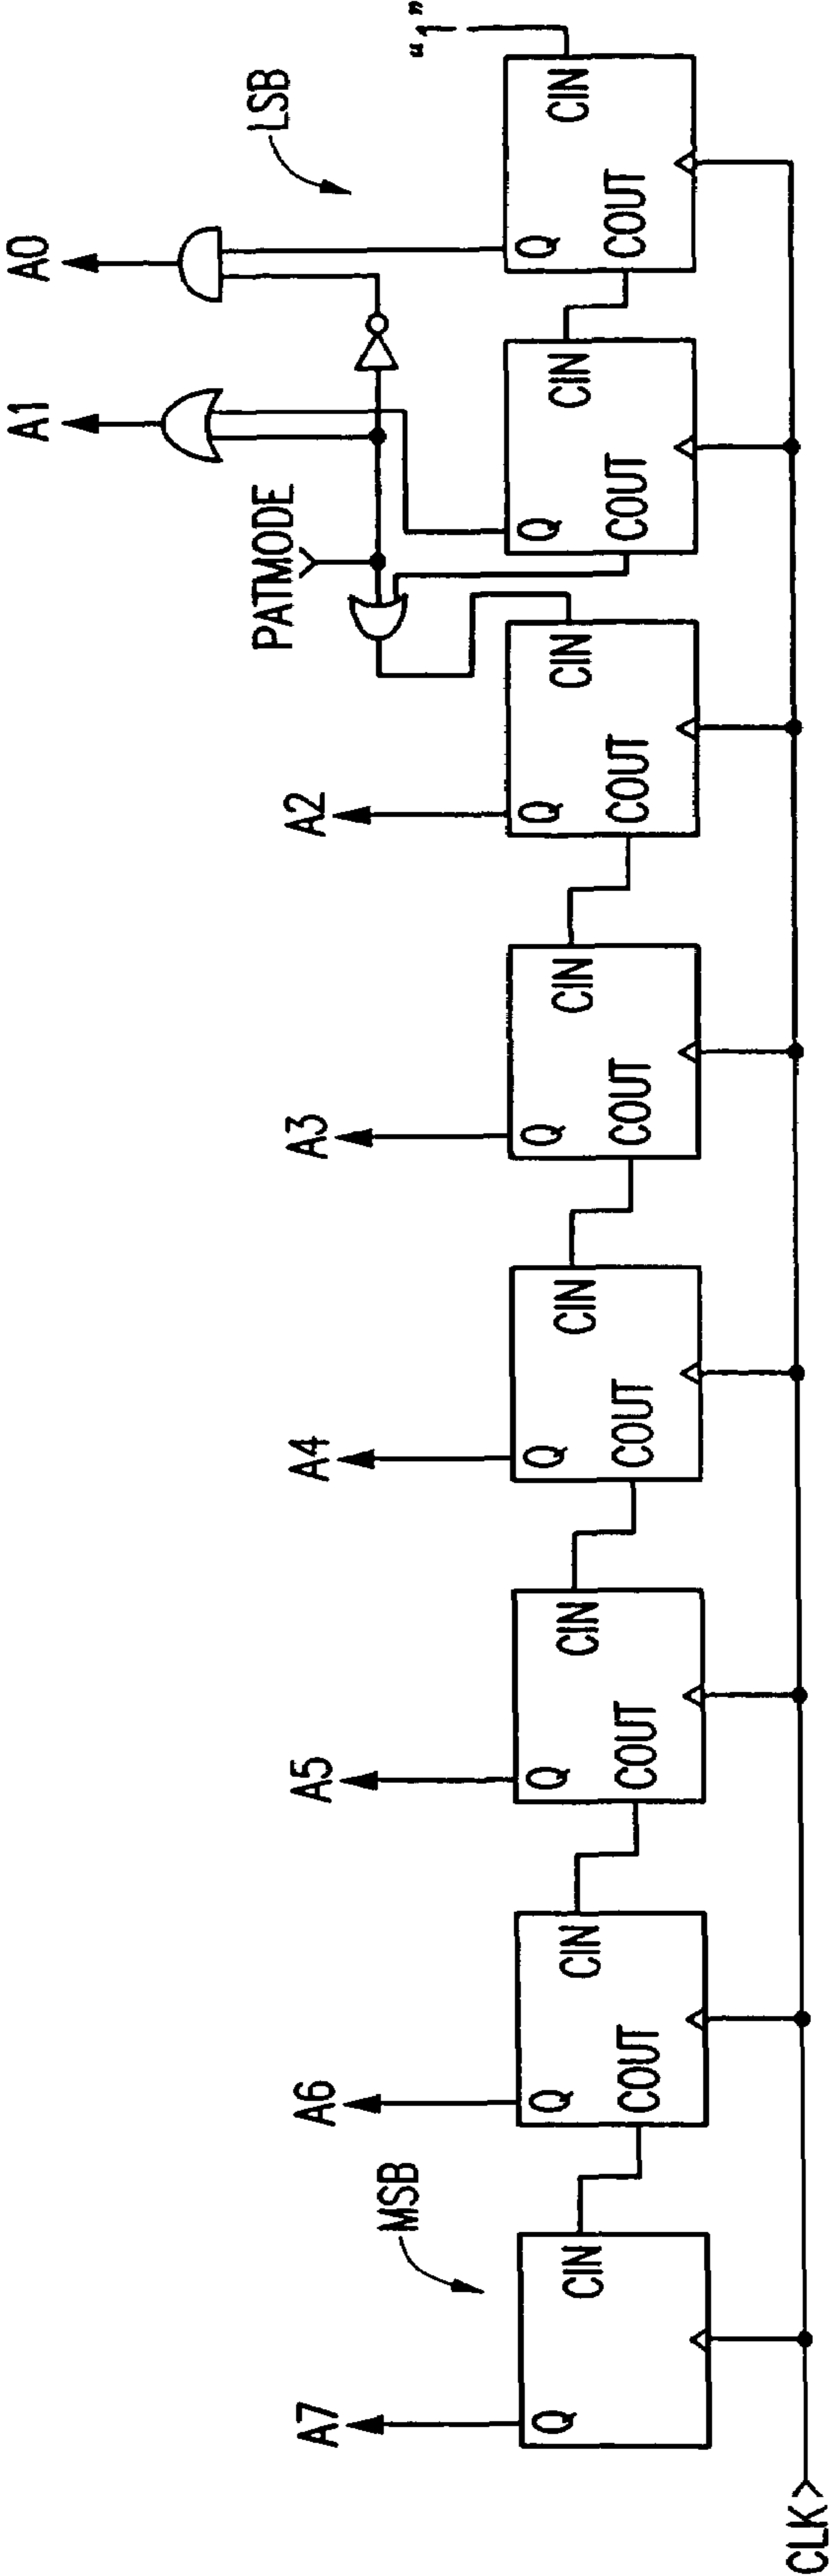 A7
A6
A5
A4
A3
A2
A1
A0
MSB
PATMODE
LSB
"1"
Q
CIN
Q
CIN
COUT
Q
CIN
COUT
Q
CIN
COUT
Q
CIN
COUT
Q
CIN
COUT
Q
CIN
COUT
Q
CIN
COUT
CLK